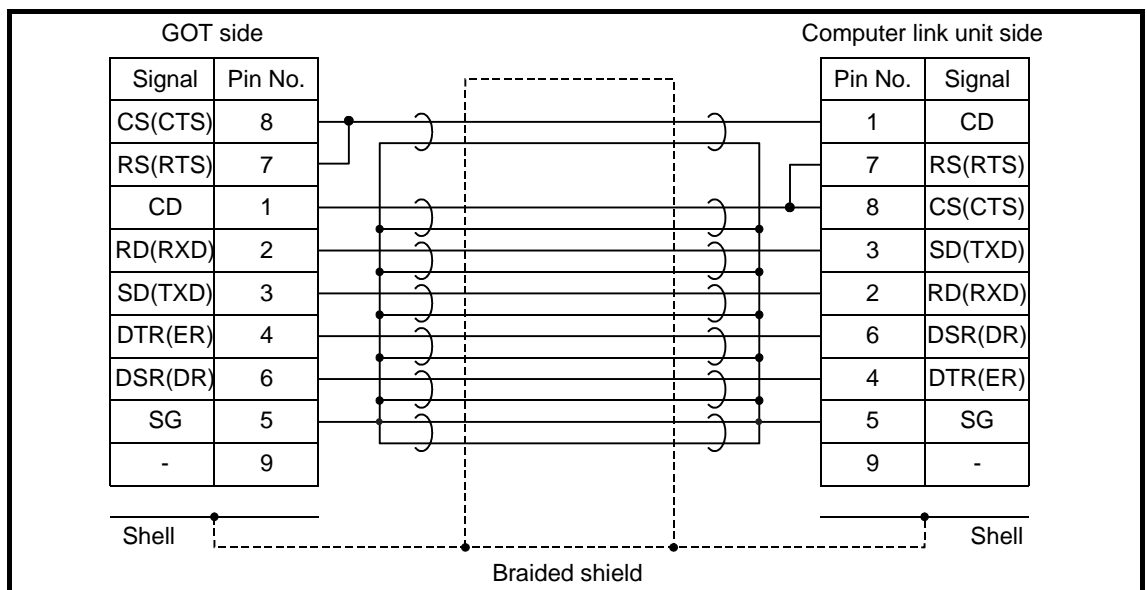 GOT side Computer link unit side
Signal Pin No. Pin No. Signal
CS(CTS) 8 1 CD
RS(RTS) 7 7 RS(RTS)
CD 1 8 CS(CTS)
RD(RXD) 2 3 SD(TXD)
SD(TXD) 3 2 RD(RXD)
DTR(ER) 4 6 DSR(DR)
DSR(DR) 6 4 DTR(ER)
SG 5 5 SG
- 9 9 -
Shell Shell
Braided shield